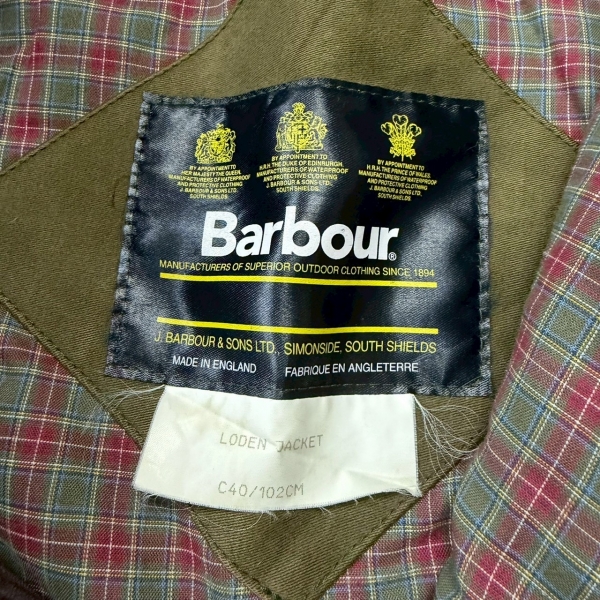 BY APPOINTMENT TO
HER MAJESTY THE QUEEN
MANUFACTURERS OF WATERPROOF
AND PROTECTIVE CLOTHING
J. BARBOUR & SONS LTD.
SOUTH SHIELDS
BY APPOINTMENT TO
H.R.H. THE DUKE OF EDINBURGH,
MANUFACTURERS OF WATERPROOF
AND PROTECTIVE CLOTHING
J. BARBOUR & SONS LTD.,
SOUTH SHIELDS
BY APPOINTMENT TO
H.R.H. THE PRINCE OF WALES,
MANUFACTURERS OF WATERPROOF
AND PROTECTIVE CLOTHING
J. BARBOUR & SONS LTD.
SOUTH SHIELDS
Barbour®
MANUFACTURERS OF SUPERIOR OUTDOOR CLOTHING SINCE 1894
J. BARBOUR & SONS LTD., SIMONSIDE, SOUTH SHIELDS
MADE IN ENGLAND FABRIQUE EN ANGLETERRE
LODEN JACKET
C40/102CM